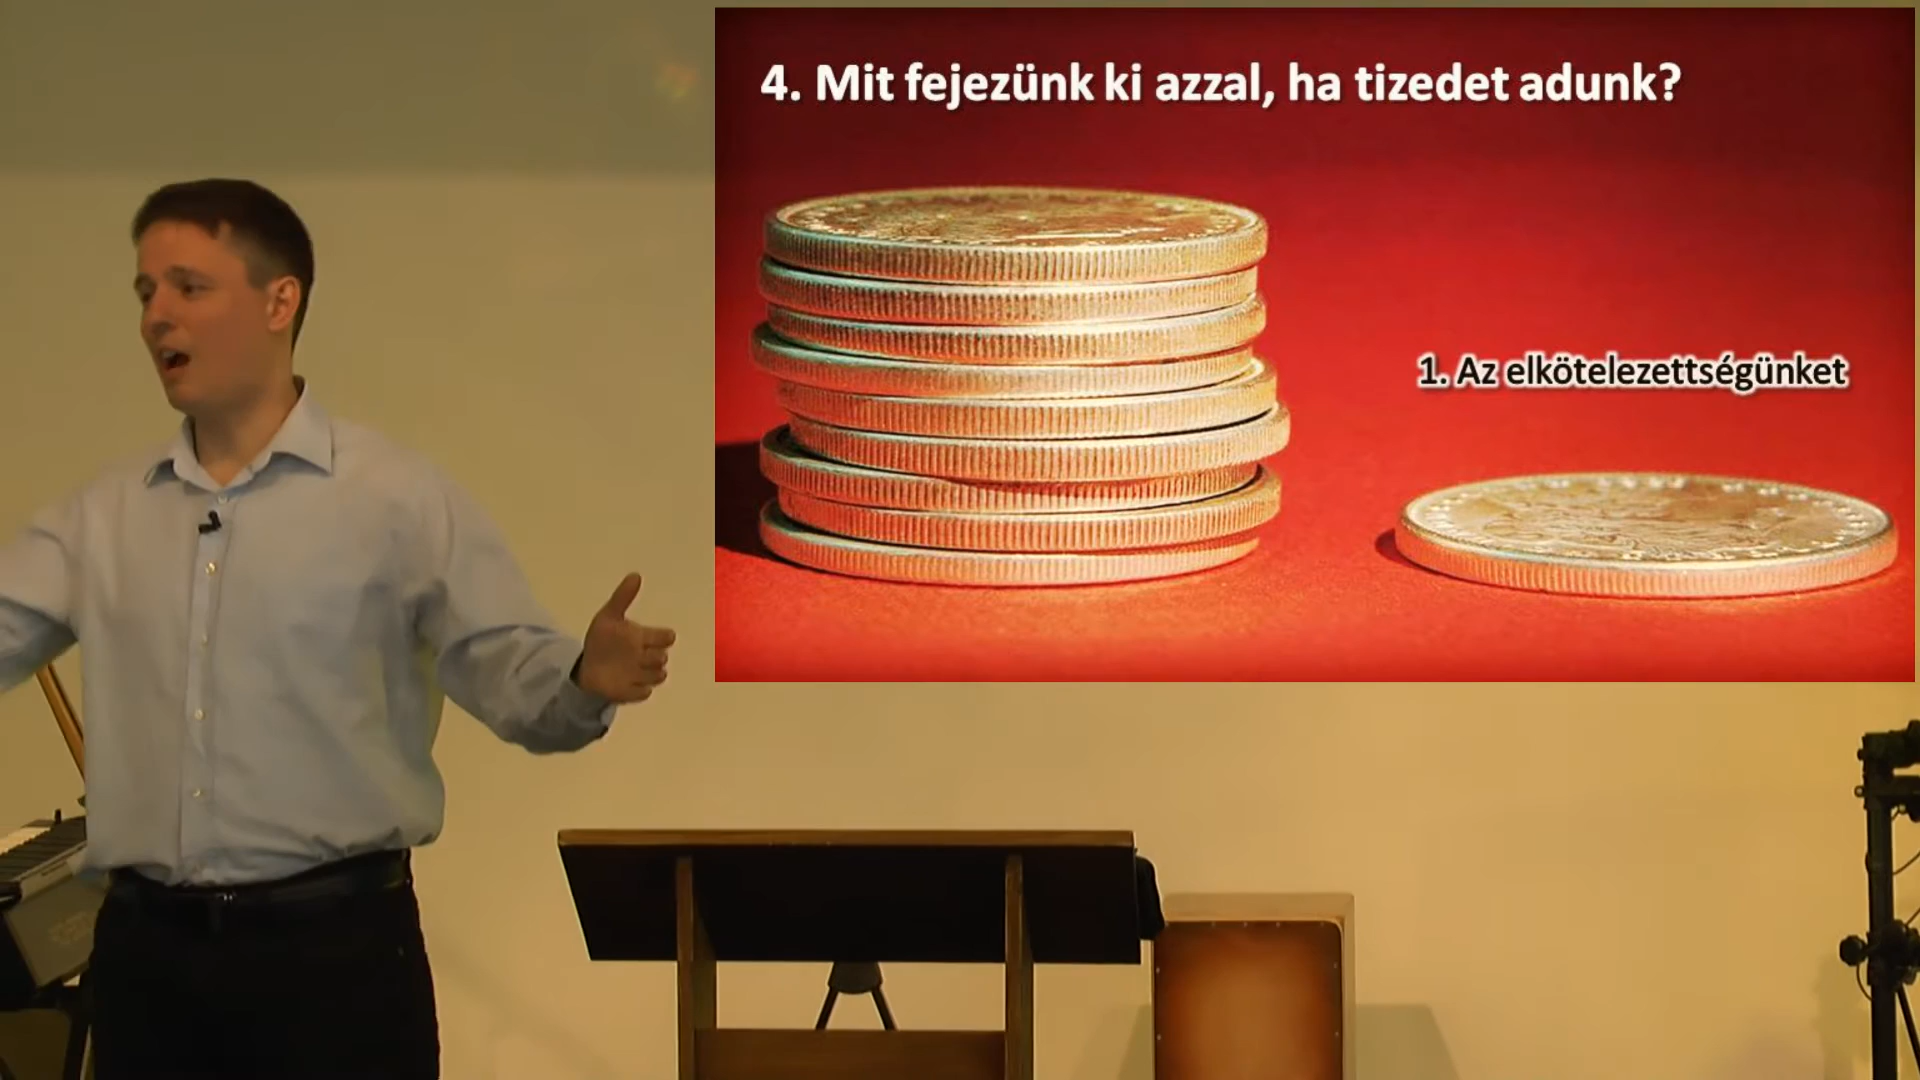 4. Mit fejezünk ki azzal, ha tizedet adunk?
1. Az elkötelezettségünket